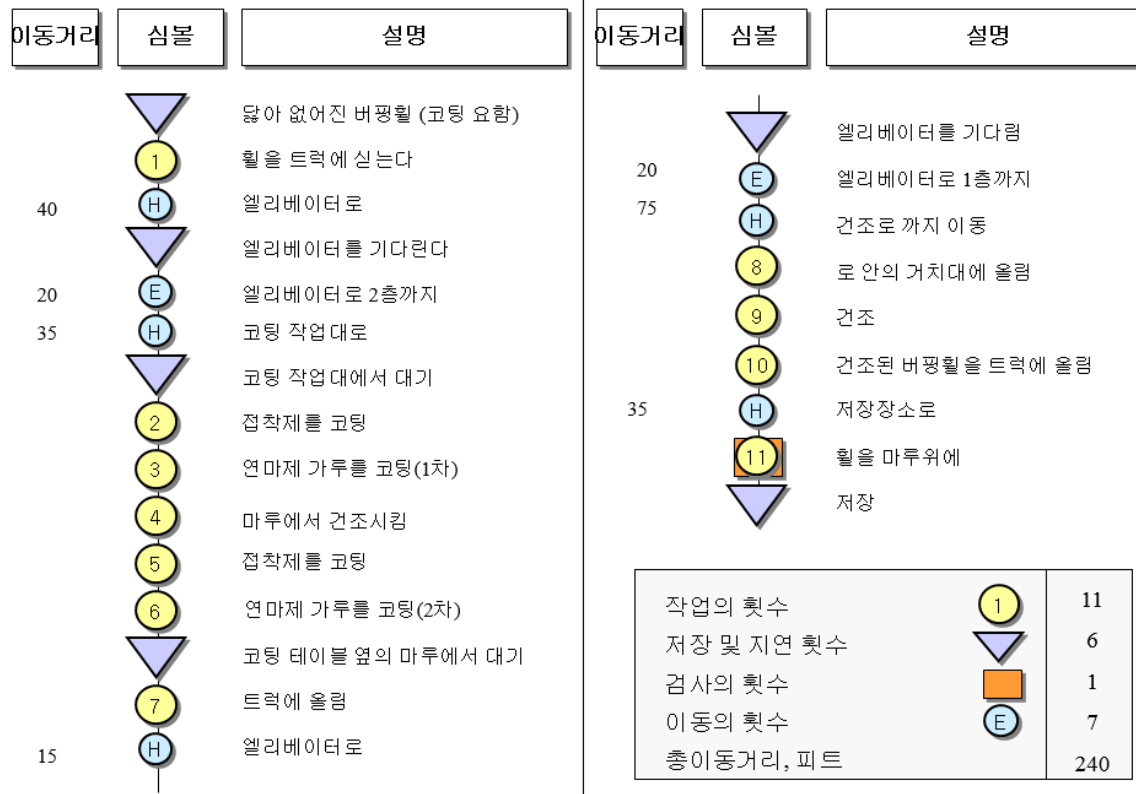 이동거리 심볼 설명
닳아 없어진 버핑휠 (코팅 요함)
1 휠을 트럭에 싣는다
40 H 엘리베이터로
엘리베이터를 기다린다
20 E 엘리베이터로 2층까지
35 H 코팅 작업대로
코팅 작업대에서 대기
2 접착제를 코팅
3 연마제 가루를 코팅(1차)
4 마루에서 건조시킴
5 접착제를 코팅
6 연마제 가루를 코팅(2차)
코팅 테이블 옆의 마루에서 대기
7 트럭에 올림
15 H 엘리베이터로
이동거리 심볼 설명
엘리베이터를 기다림
20 E 엘리베이터로 1층까지
75 H 건조로 까지 이동
8 로 안의 거치대에 올림
9 건조
10 건조된 버핑휠을 트럭에 올림
35 H 저장장소로
11 휠을 마루위에
저장
작업의 횟수 1 11
저장 및 지연 횟수 6
검사의 횟수 1
이동의 횟수 E 7
총이동거리, 피트 240